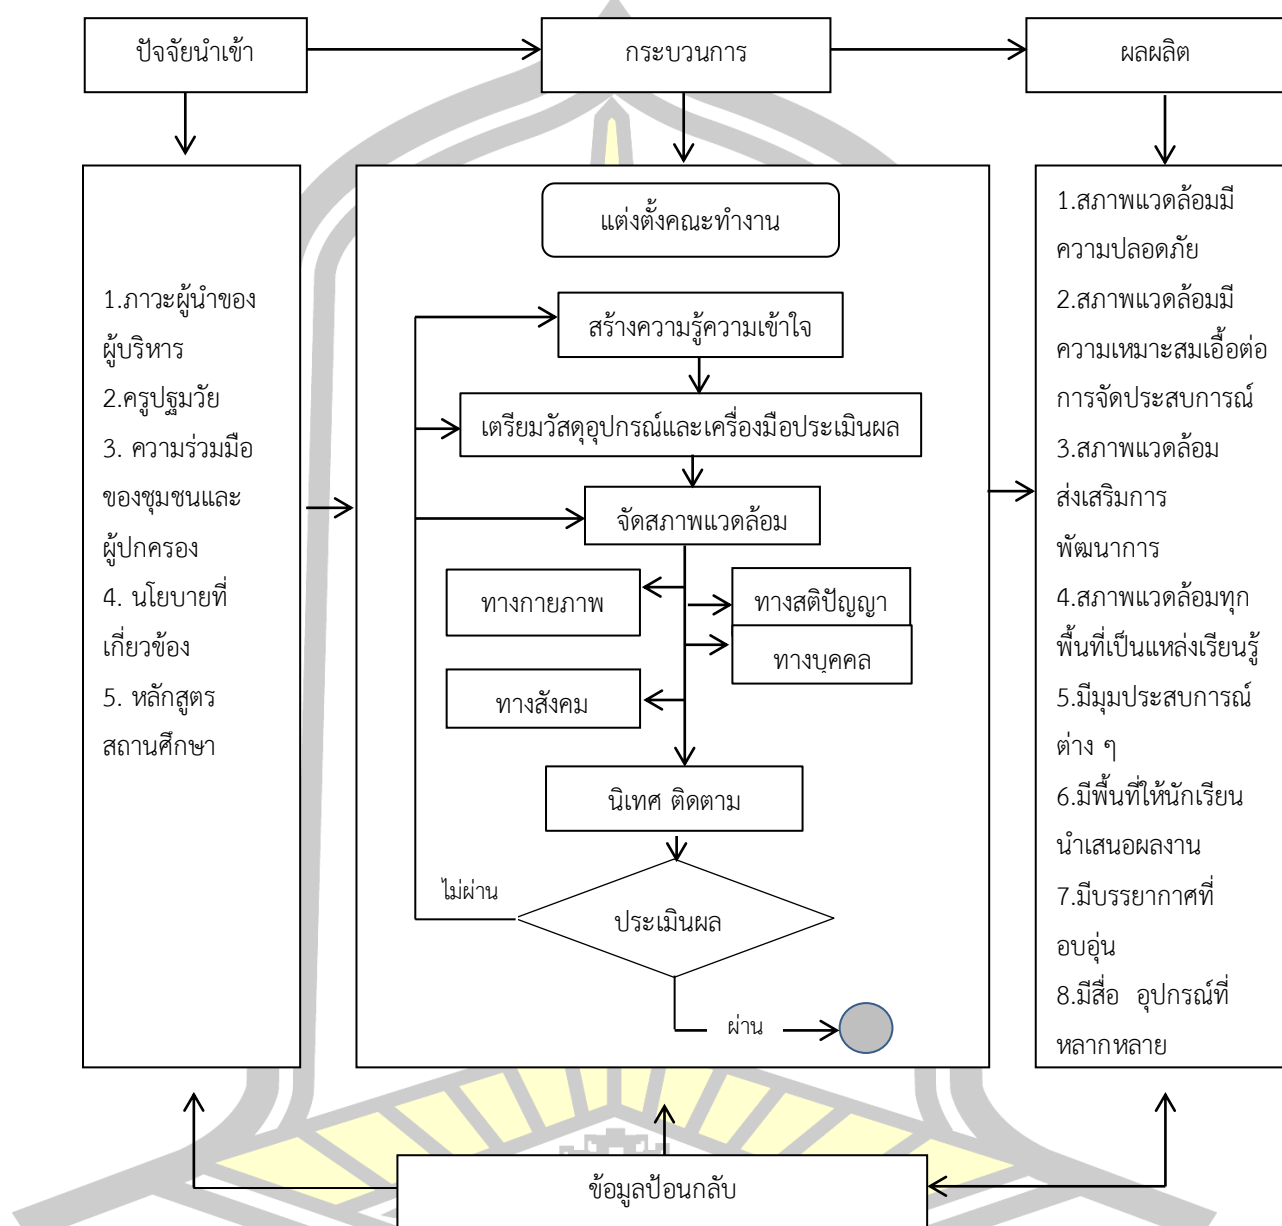 ปัจจัยนำเข้า
กระบวนการ
ผลผลิต
1.ภาวะผู้นำของ
ผู้บริหาร
2.ครูปฐมวัย
3. ความร่วมมือ
ของชุมชนและ
ผู้ปกครอง
4. นโยบายที่
เกี่ยวข้อง
5. หลักสูตร
สถานศึกษา
แต่งตั้งคณะทำงาน
สร้างความรู้ความเข้าใจ
เตรียมวัสดุอุปกรณ์และเครื่องมือประเมินผล
จัดสภาพแวดล้อม
ทางกายภาพ
ทางสติปัญญา
ทางบุคคล
ทางสังคม
นิเทศ ติดตาม
ไม่ผ่าน
ประเมินผล
ผ่าน
1.สภาพแวดล้อมมี
ความปลอดภัย
2.สภาพแวดล้อมมี
ความเหมาะสมเอื้อต่อ
การจัดประสบการณ์
3.สภาพแวดล้อม
ส่งเสริมการ
พัฒนาการ
4.สภาพแวดล้อมทุก
พื้นที่เป็นแหล่งเรียนรู้
5.มีมุมประสบการณ์
ต่าง ๆ
6.มีพื้นที่ให้นักเรียน
นำเสนอผลงาน
7.มีบรรยากาศที่
อบอุ่น
8.มีสื่อ อุปกรณ์ที่
หลากหลาย
ข้อมูลป้อนกลับ